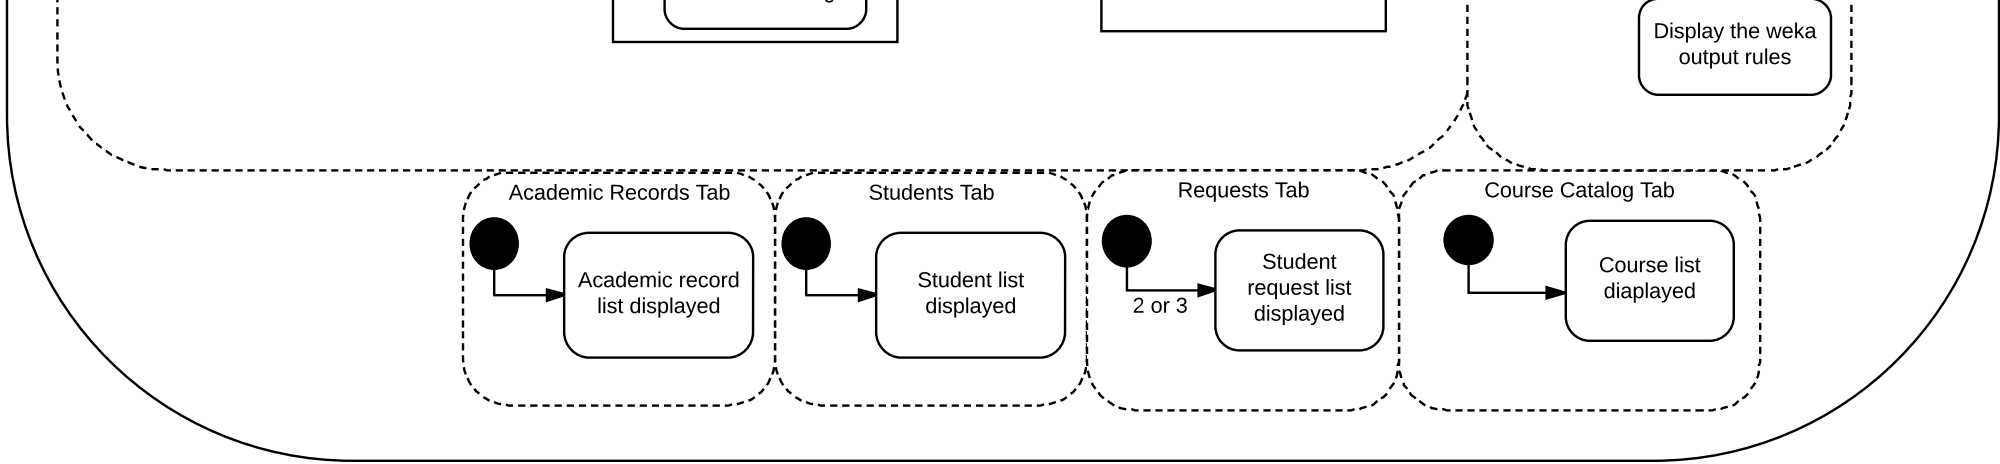 Display the weka
output rules
Academic Records Tab
Students Tab
Requests Tab
Course Catalog Tab
Academic record
list displayed
Student list
displayed
2 or 3
Student
request list
displayed
Course list
diaplayed